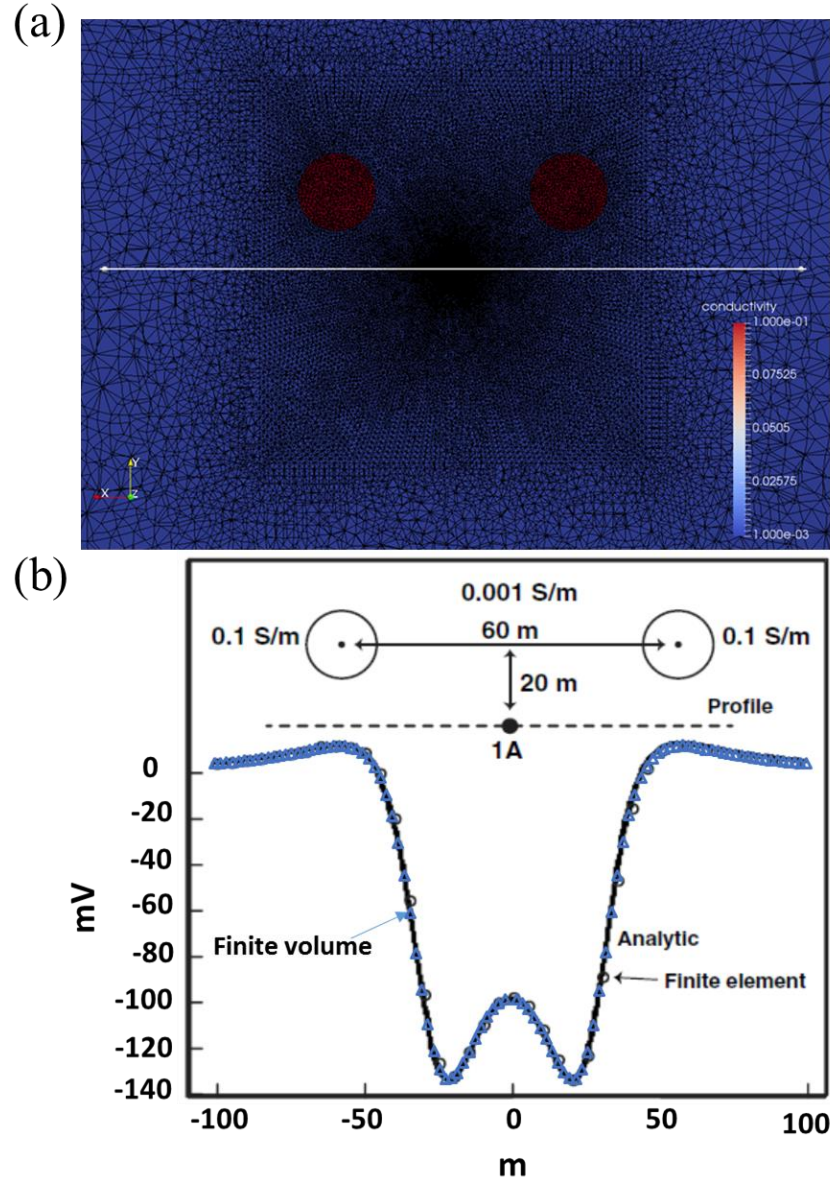 (a)
conductivity
1.000e-01
0.07525
0.0505
0.02575
1.000e-03
Y
X
Z
(b)
0.001 S/m
0.1 S/m
60 m
0.1 S/m
20 m
Profile
1A
0
-20
-40
-60
-80
-100
-120
-140
mV
Finite volume
Analytic
Finite element
-100
-50
0
50
100
m